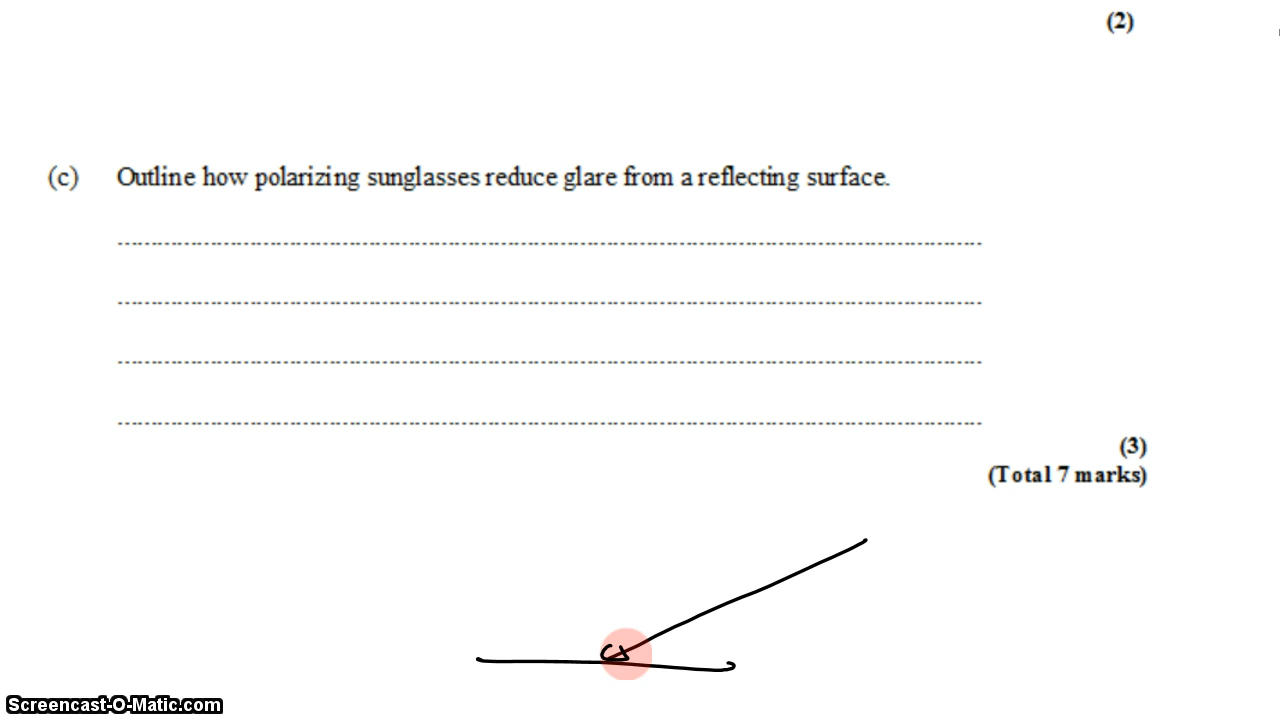 (2)
(c) Outline how polarizing sunglasses reduce glare from a reflecting surface.
(3)
(Total 7 marks)
Screencast-O-Matic.com